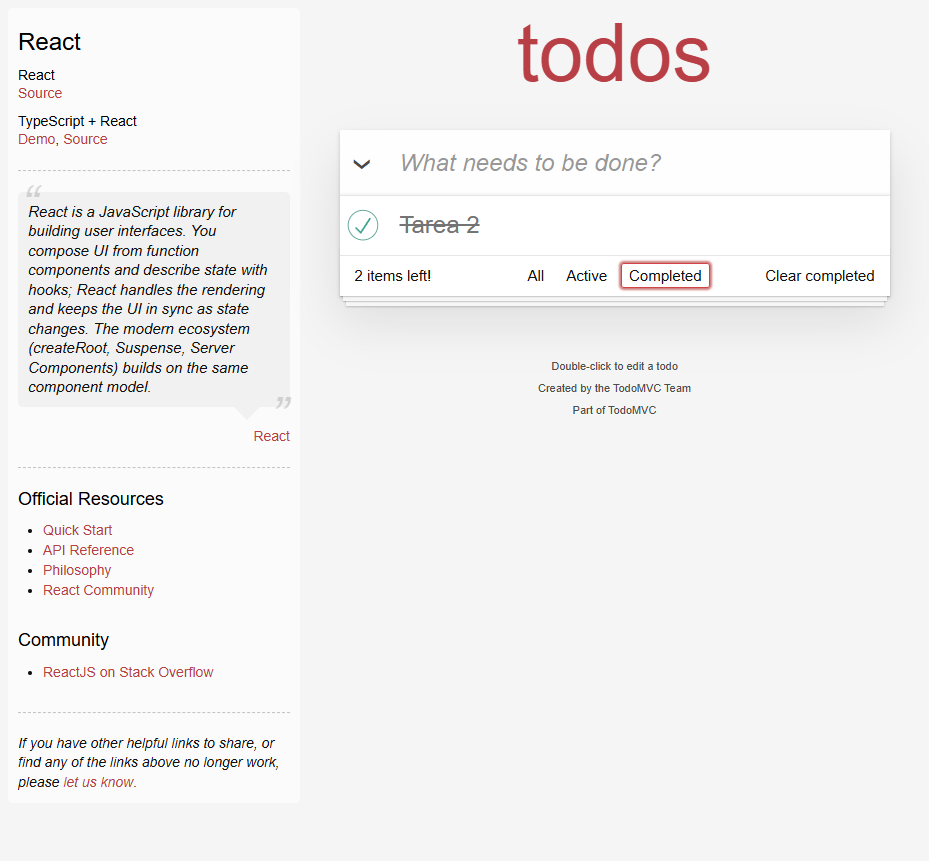 React
React
Source
TypeScript + React
Demo, Source
“
React is a JavaScript library for
building user interfaces. You
compose UI from function
components and describe state with
hooks; React handles the rendering
and keeps the UI in sync as state
changes. The modern ecosystem
(createRoot, Suspense, Server
Components) builds on the same
component model.
”
React
Official Resources
• Quick Start
• API Reference
• Philosophy
• React Community
Community
• ReactJS on Stack Overflow
If you have other helpful links to share, or
find any of the links above no longer work,
please let us know.
todos
What needs to be done?
Tarea 2
2 items left! All Active Completed Clear completed
Double-click to edit a todo
Created by the TodoMVC Team
Part of TodoMVC